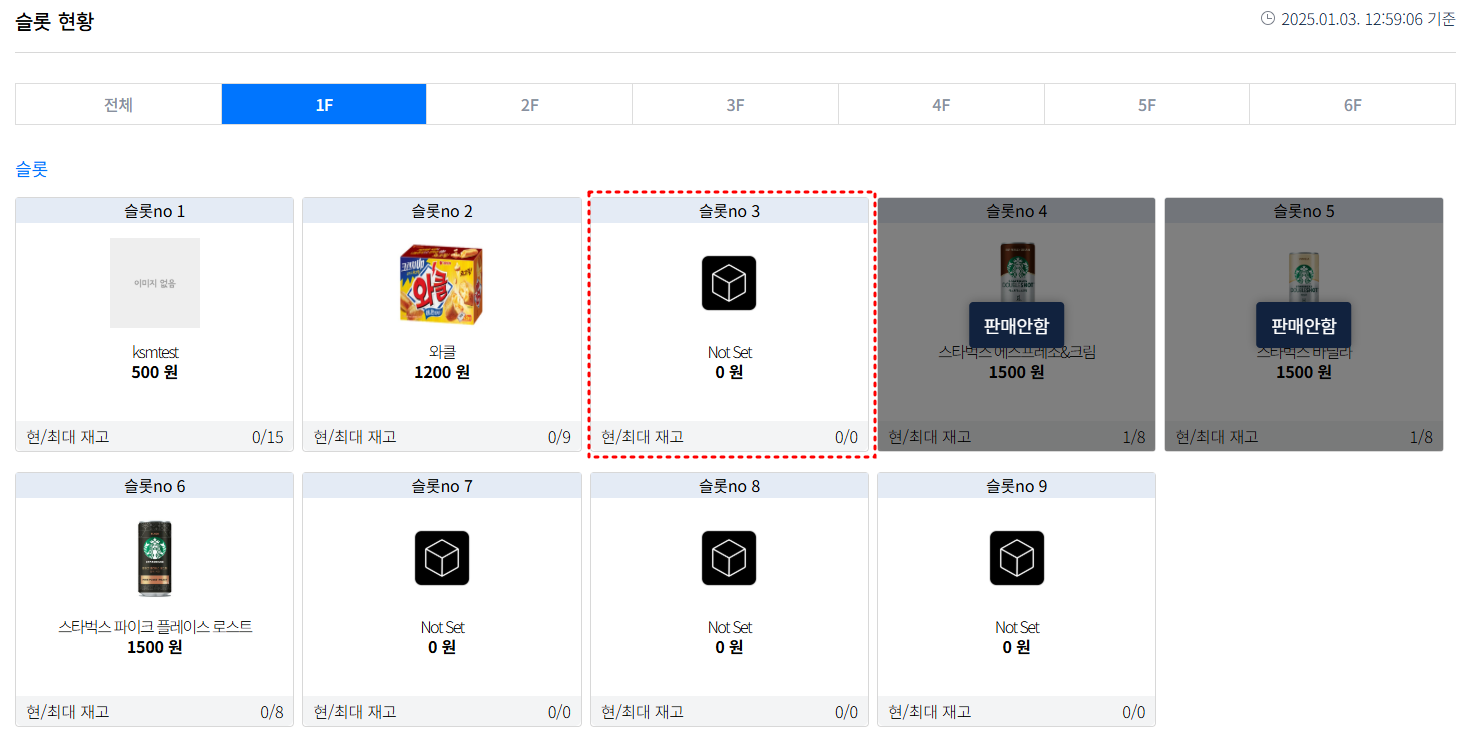 슬롯 현황
2025.01.03. 12:59:06 기준
전체
1F
2F
3F
4F
5F
6F
슬롯
슬롯no 1
이미지 없음
ksmtest
500 원
현/최대 재고 0/15
슬롯no 2
와클
와클
1200 원
현/최대 재고 0/9
슬롯no 3
Not Set
0 원
현/최대 재고 0/0
슬롯no 4
판매안함
스타벅스 에스프레소&크림
1500 원
현/최대 재고 1/8
슬롯no 5
판매안함
스타벅스 바닐라
1500 원
현/최대 재고 1/8
슬롯no 6
스타벅스 파이크 플레이스 로스트
1500 원
현/최대 재고 0/8
슬롯no 7
Not Set
0 원
현/최대 재고 0/0
슬롯no 8
Not Set
0 원
현/최대 재고 0/0
슬롯no 9
Not Set
0 원
현/최대 재고 0/0